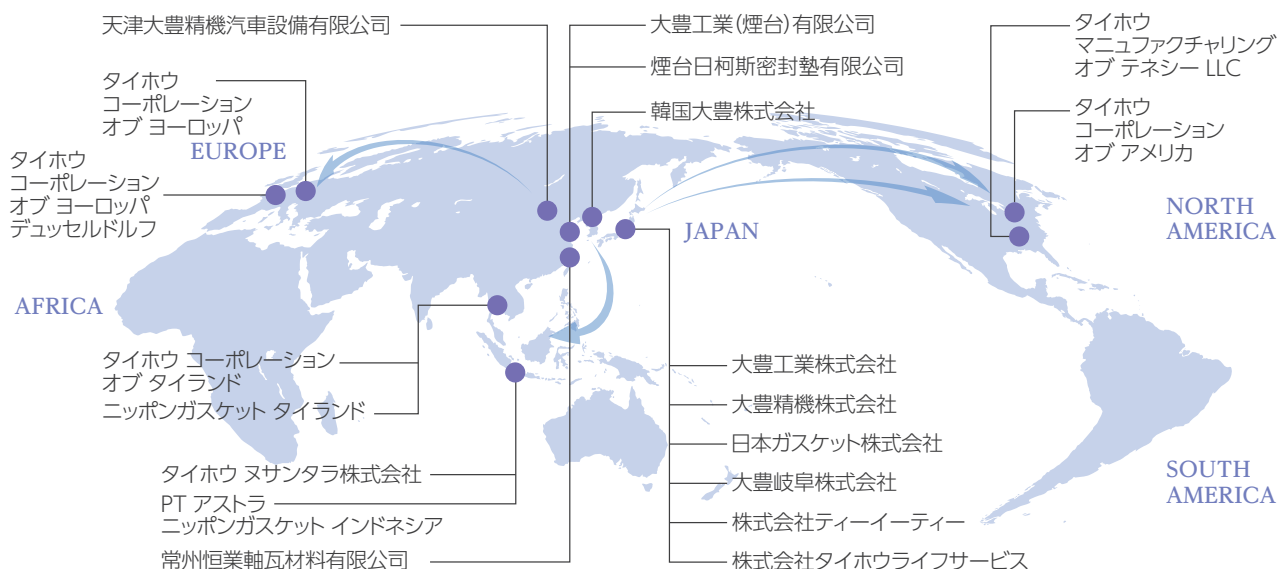 天津大豊精機汽車設備有限公司
大豊工業(煙台)有限公司
煙台日柯斯密封墊有限公司
韓国大豊株式会社
タイホウ
マニュファクチャリング
オブ テネシー LLC
タイホウ
コーポレーション
オブ アメリカ
タイホウ
コーポレーション
オブ ヨーロッパ
EUROPE
タイホウ
コーポレーション
オブ ヨーロッパ
デュッセルドルフ
JAPAN
NORTH
AMERICA
AFRICA
タイホウ コーポレーション
オブ タイランド
ニッポンガスケット タイランド
タイホウ ヌサンタラ株式会社
PT アストラ
ニッポンガスケット インドネシア
常州恒業軸瓦材料有限公司
大豊工業株式会社
大豊精機株式会社
日本ガスケット株式会社
大豊岐阜株式会社
株式会社ティーイーティー
株式会社タイホウライフサービス
SOUTH
AMERICA